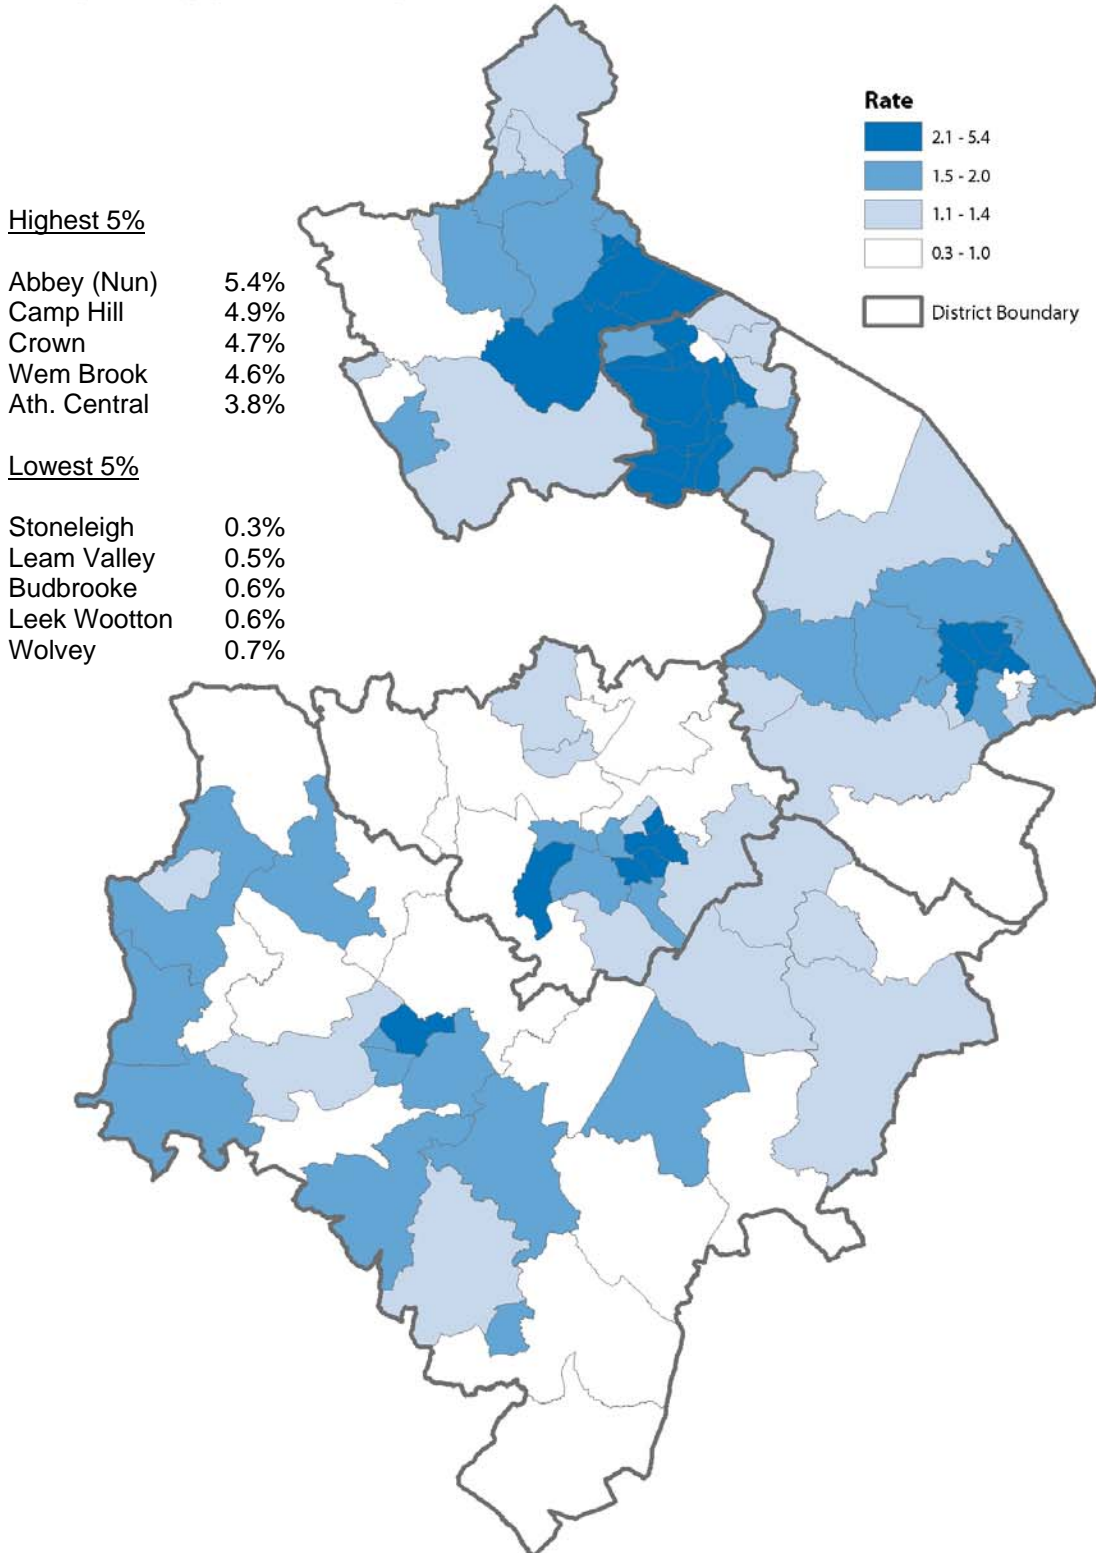 Rate
2.1 - 5.4
1.5 - 2.0
1.1 - 1.4
0.3 - 1.0
District Boundary
Highest 5%
Abbey (Nun) 5.4%
Camp Hill 4.9%
Crown 4.7%
Wem Brook 4.6%
Ath. Central 3.8%
Lowest 5%
Stoneleigh 0.3%
Leam Valley 0.5%
Budbrooke 0.6%
Leek Wootton 0.6%
Wolvey 0.7%